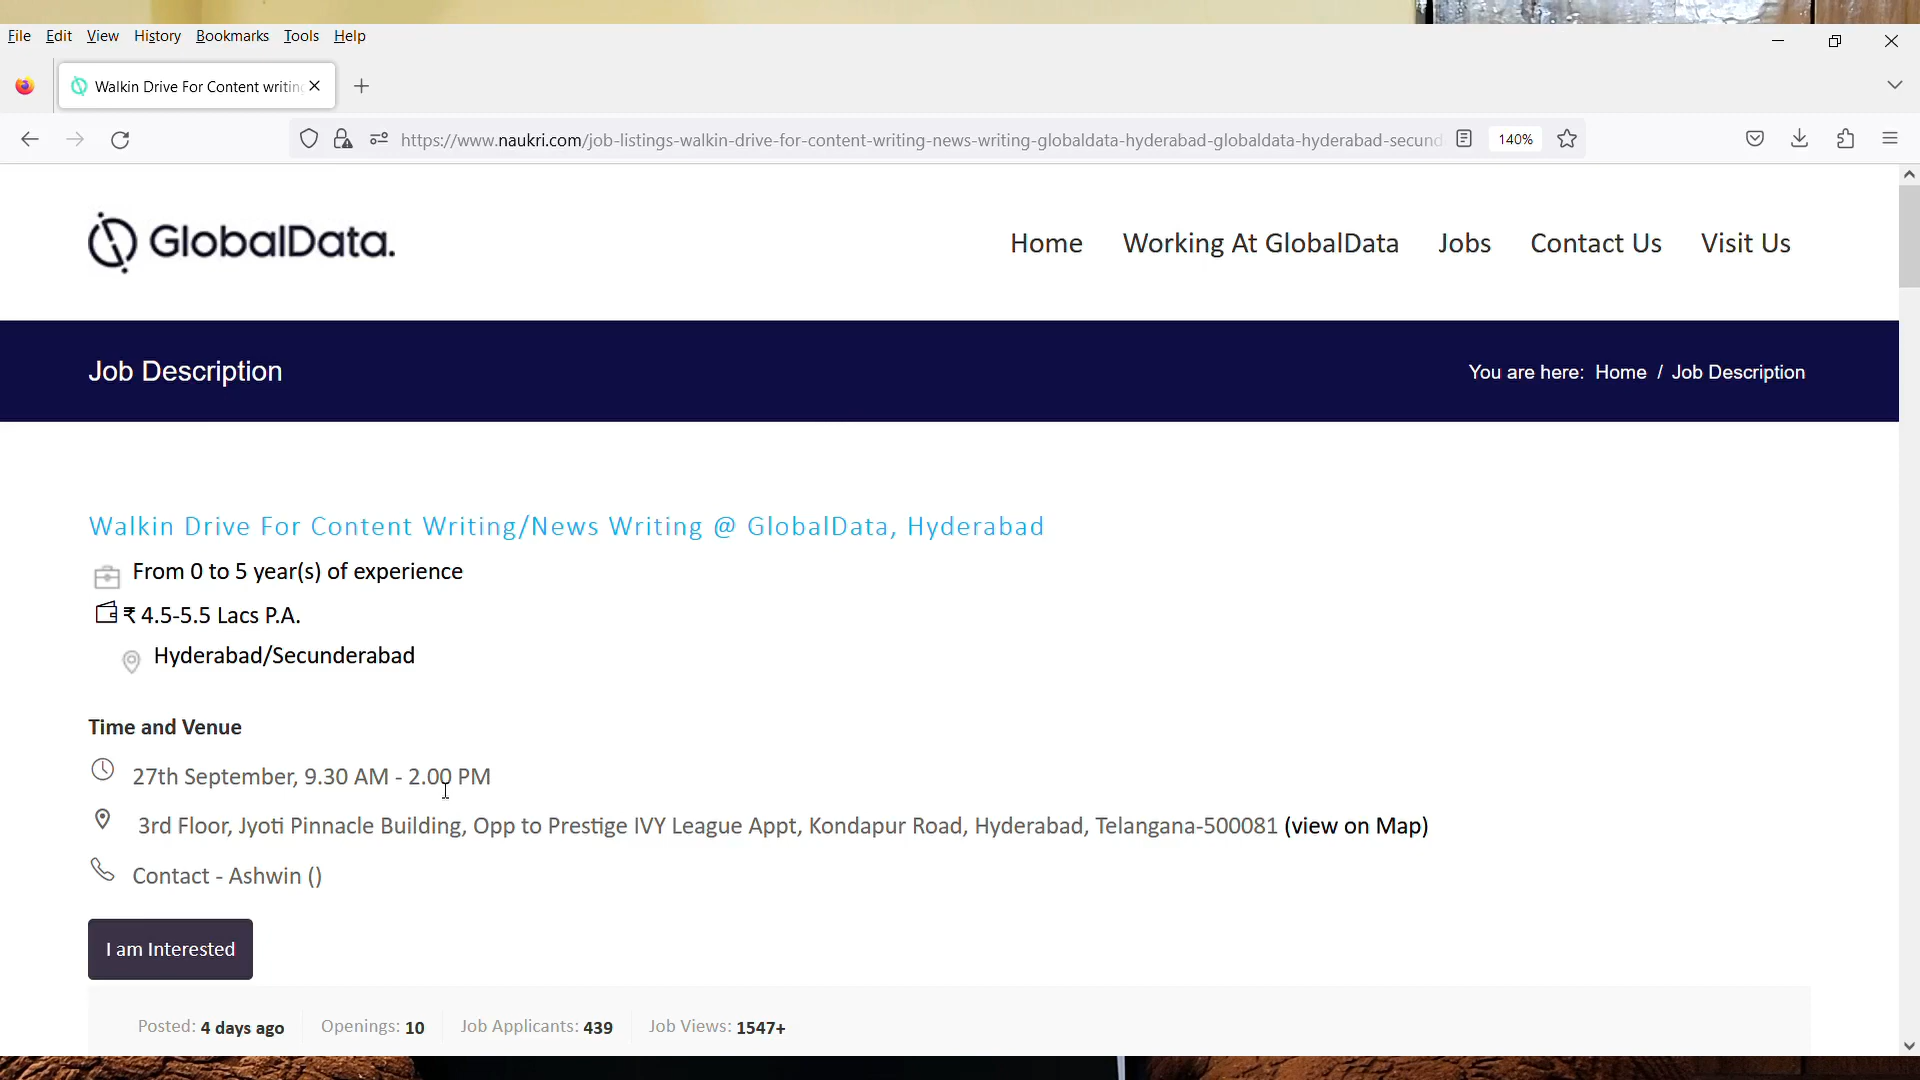 File Edit View History Bookmarks Tools Help
Walkin Drive For Content writing
https://www.naukri.com/job-listings-walkin-drive-for-content-writing-news-writing-globaldata-hyderabad-globaldata-hyderabad-secund
140%
GlobalData.
Home Working At GlobalData Jobs Contact Us Visit Us
Job Description
You are here: Home / Job Description
Walkin Drive For Content Writing/News Writing @ GlobalData, Hyderabad
From 0 to 5 year(s) of experience
₹ 4.5-5.5 Lacs P.A.
Hyderabad/Secunderabad
Time and Venue
27th September, 9.30 AM - 2.00 PM
3rd Floor, Jyoti Pinnacle Building, Opp to Prestige IVY League Appt, Kondapur Road, Hyderabad, Telangana-500081 (view on Map)
Contact - Ashwin ()
I am Interested
Posted: 4 days ago Openings: 10 Job Applicants: 439 Job Views: 1547+